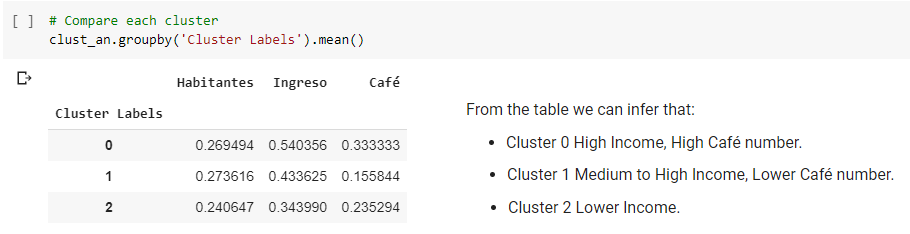 [ ] # Compare each cluster
clust_an.groupby('Cluster Labels').mean()
Habitantes Ingreso Café
Cluster Labels
0 0.269494 0.540356 0.333333
1 0.273616 0.433625 0.155844
2 0.240647 0.343990 0.235294
From the table we can infer that:
• Cluster 0 High Income, High Café number.
• Cluster 1 Medium to High Income, Lower Café number.
• Cluster 2 Lower Income.